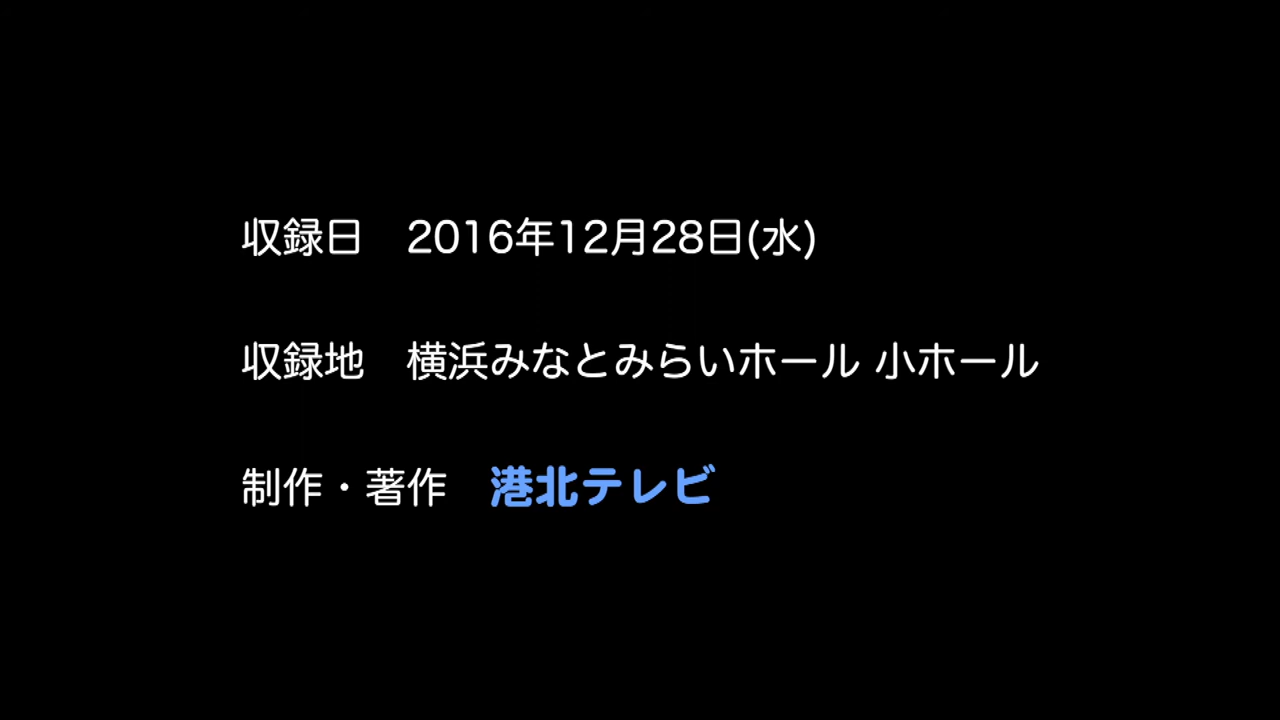 収録日　2016年12月28日(水)
収録地　横浜みなとみらいホール 小ホール
制作・著作　港北テレビ